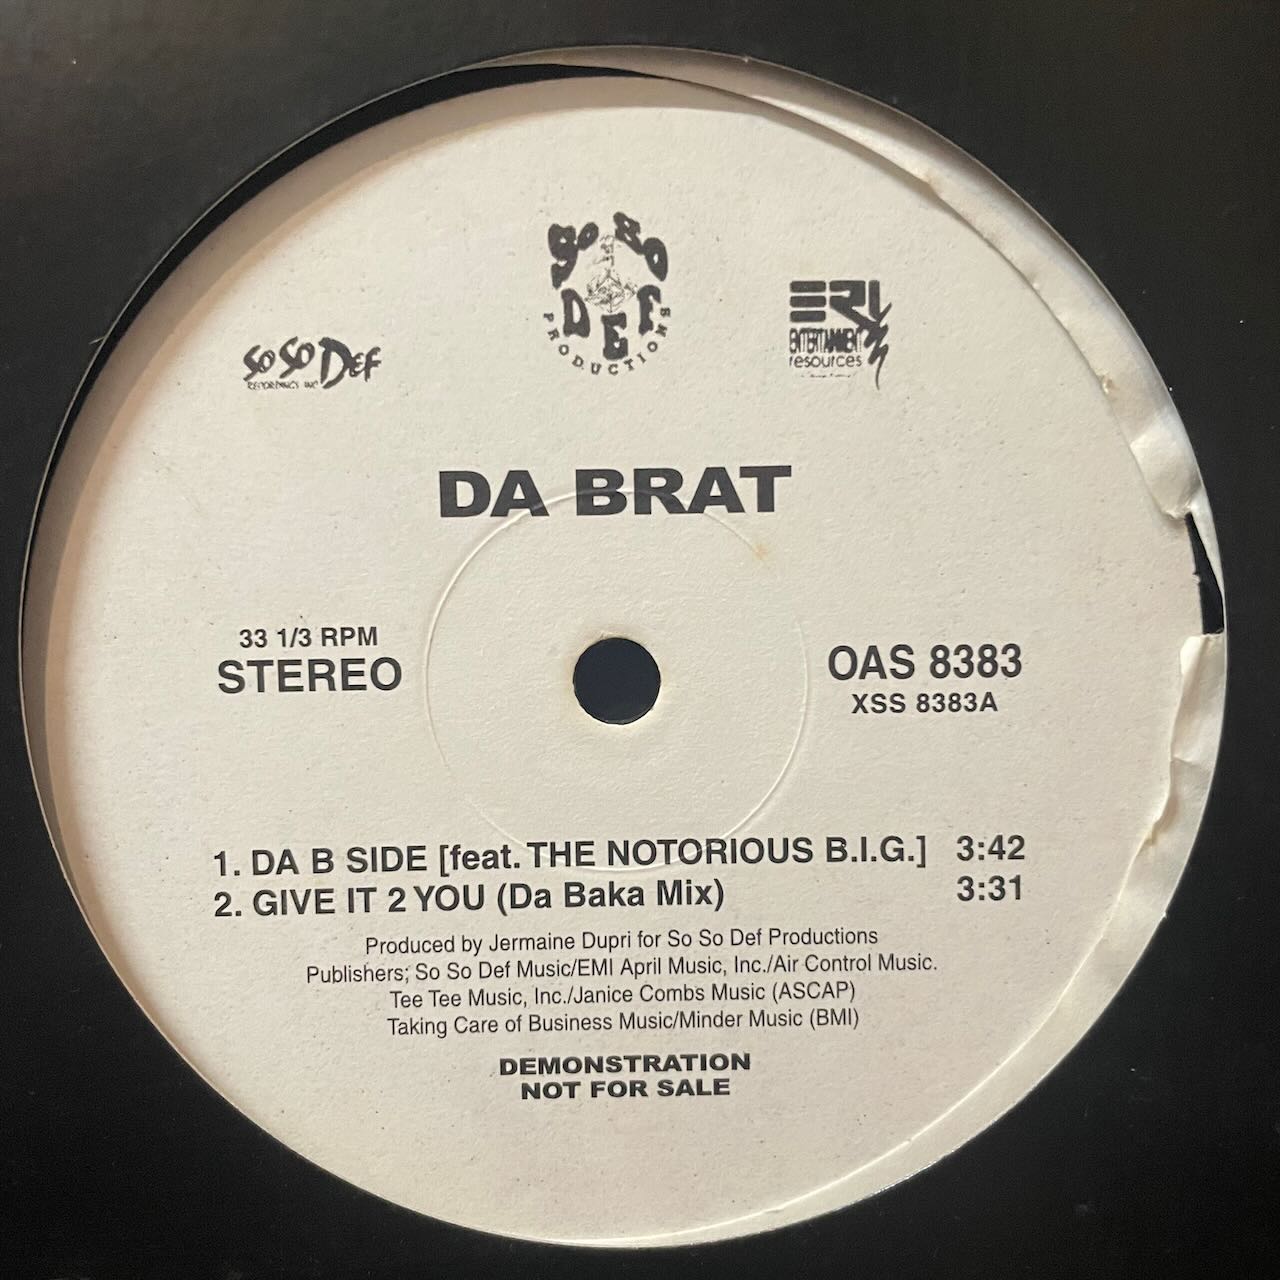 SO SO
DEF
PRODUCTIONS
SO SO DEF
RECORDINGS INC
ERI
ENTERTAINMENT
resources
DA BRAT
33 1/3 RPM
STEREO
OAS 8383
XSS 8383A
1. DA B SIDE [feat. THE NOTORIOUS B.I.G.] 3:42
2. GIVE IT 2 YOU (Da Baka Mix) 3:31
Produced by Jermaine Dupri for So So Def Productions
Publishers; So So Def Music/EMI April Music, Inc./Air Control Music.
Tee Tee Music, Inc./Janice Combs Music (ASCAP)
Taking Care of Business Music/Minder Music (BMI)
DEMONSTRATION
NOT FOR SALE